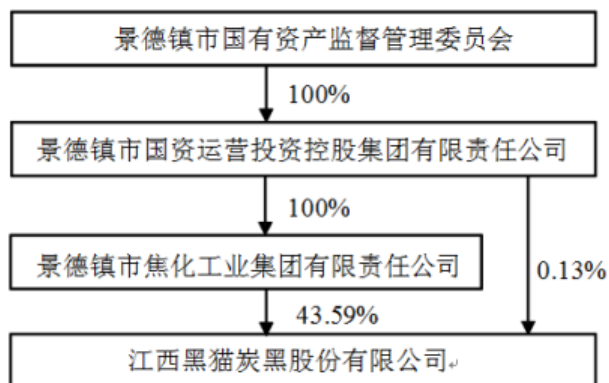 景德镇市国有资产监督管理委员会
100%
景德镇市国资运营投资控股集团有限责任公司
100%
景德镇市焦化工业集团有限责任公司
0.13%
43.59%
江西黑猫炭黑股份有限公司